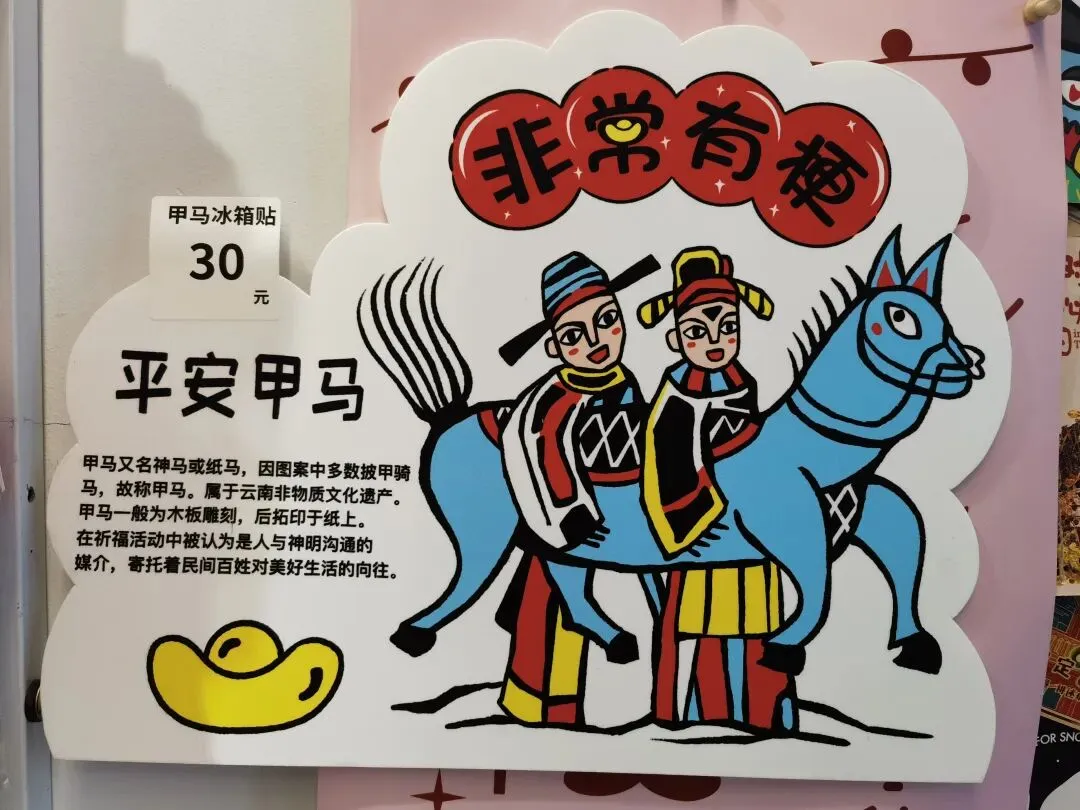 非常有梗
甲马冰箱贴
30
元
平安甲马
甲马又名神马或纸马，因图案中多数披甲骑
马，故称甲马。属于云南非物质文化遗产。
甲马一般为木板雕刻，后拓印于纸上。
在祈福活动中被认为是人与神明沟通的
媒介，寄托着民间百姓对美好生活的向往。
FOR SNO